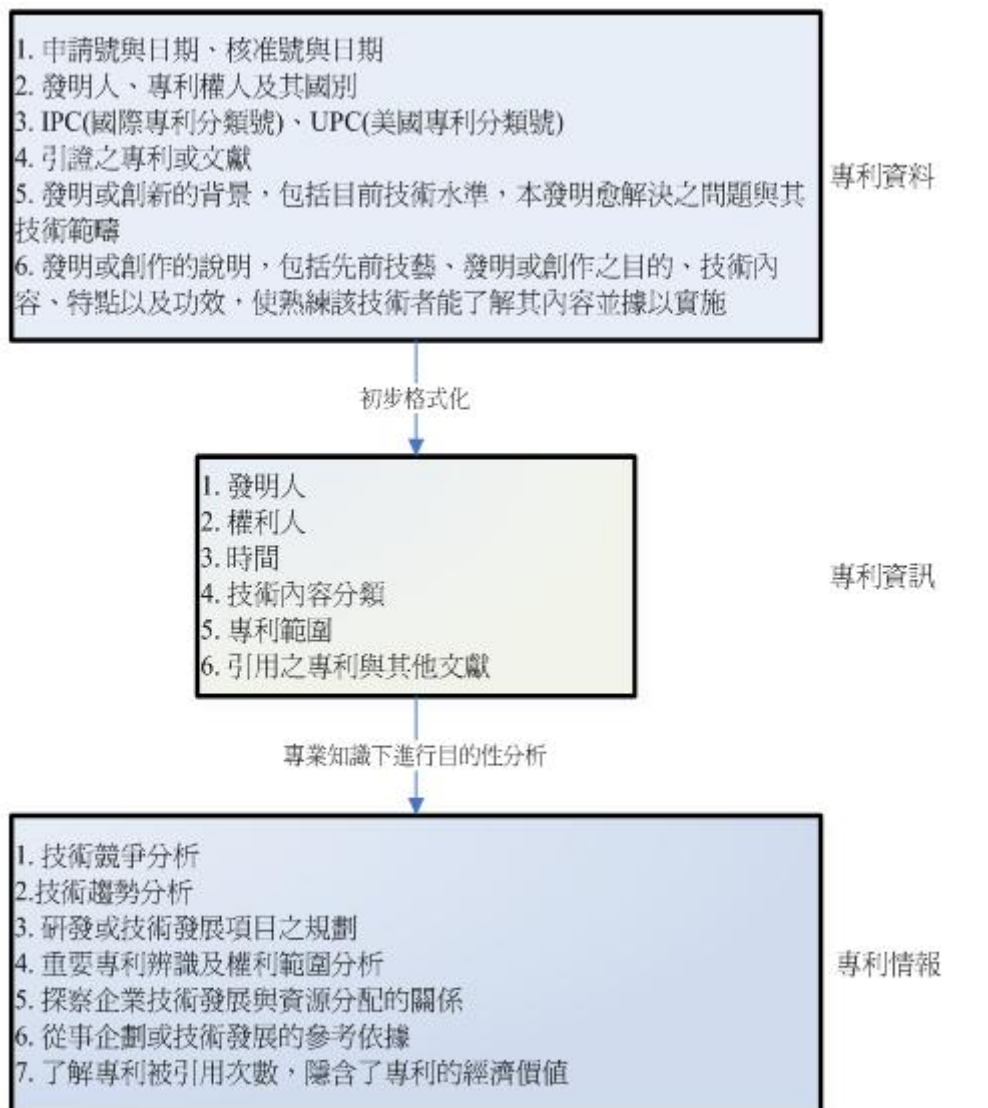 1. 申請號與日期、核准號與日期
2. 發明人、專利權人及其國別
3. IPC(國際專利分類號)、UPC(美國專利分類號)
4. 引證之專利或文獻
5. 發明或創新的背景，包括目前技術水準，本發明愈解決之問題與其
技術範疇
6. 發明或創作的說明，包括先前技藝、發明或創作之目的、技術內
容、特點以及功效，使熟練該技術者能了解其內容並據以實施
專利資料
初步格式化
1. 發明人
2. 權利人
3. 時間
4. 技術內容分類
5. 專利範圍
6. 引用之專利與其他文獻
專利資訊
專業知識下進行目的性分析
1. 技術競爭分析
2.技術趨勢分析
3. 研發或技術發展項目之規劃
4. 重要專利辨識及權利範圍分析
5. 探察企業技術發展與資源分配的關係
6. 從事企劃或技術發展的參考依據
7. 了解專利被引用次數，隱含了專利的經濟價值
專利情報